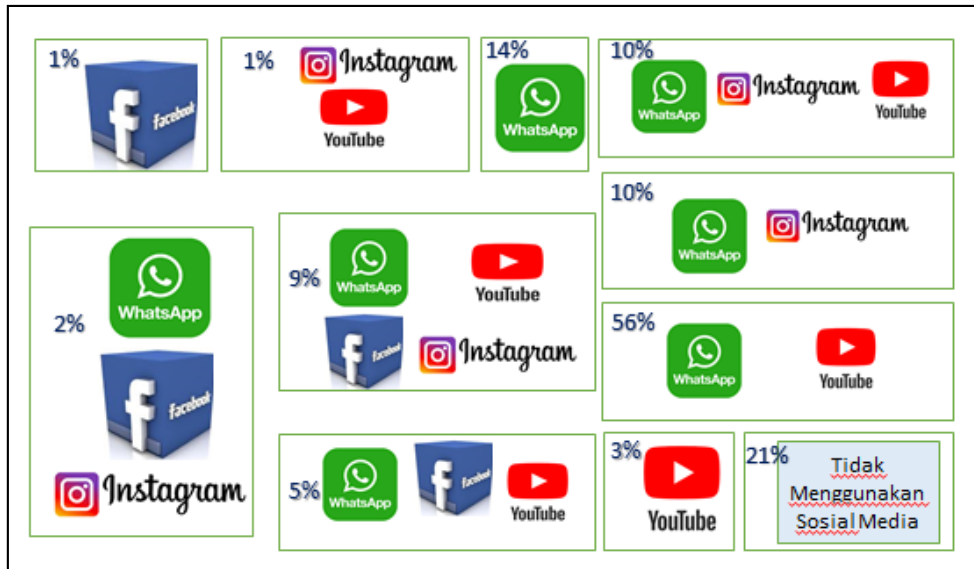 1%
facebook
1%
Instagram
YouTube
14%
WhatsApp
10%
WhatsApp
Instagram
YouTube
10%
WhatsApp
Instagram
2%
WhatsApp
facebook
Instagram
9%
WhatsApp
YouTube
facebook
Instagram
56%
WhatsApp
YouTube
5%
WhatsApp
facebook
YouTube
3%
YouTube
21%
Tidak
Menggunakan
Sosial Media